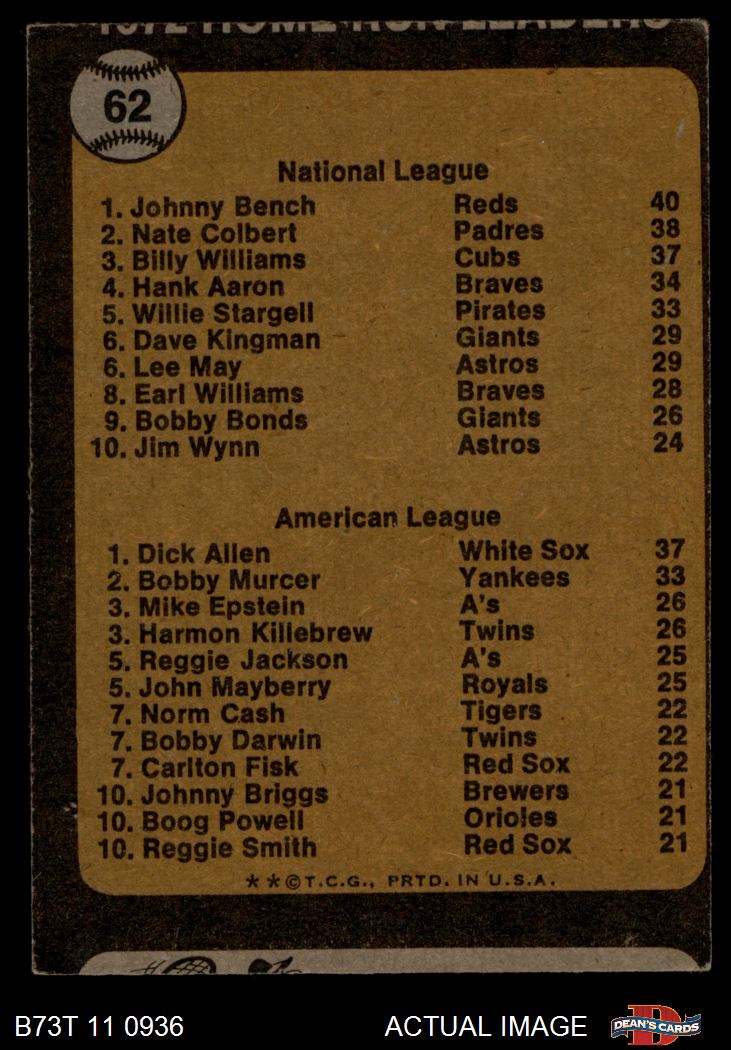 1972 HOME RUN LEADERS
62
National League
1. Johnny Bench Reds 40
2. Nate Colbert Padres 38
3. Billy Williams Cubs 37
4. Hank Aaron Braves 34
5. Willie Stargell Pirates 33
6. Dave Kingman Giants 29
6. Lee May Astros 29
8. Earl Williams Braves 28
9. Bobby Bonds Giants 26
10. Jim Wynn Astros 24
American League
1. Dick Allen White Sox 37
2. Bobby Murcer Yankees 33
3. Mike Epstein A's 26
3. Harmon Killebrew Twins 26
5. Reggie Jackson A's 25
5. John Mayberry Royals 25
7. Norm Cash Tigers 22
7. Bobby Darwin Twins 22
7. Carlton Fisk Red Sox 22
10. Johnny Briggs Brewers 21
10. Boog Powell Orioles 21
10. Reggie Smith Red Sox 21
**©T.C.G., PRTD. IN U.S.A.
B73T 11 0936 ACTUAL IMAGE DEAN'S CARDS